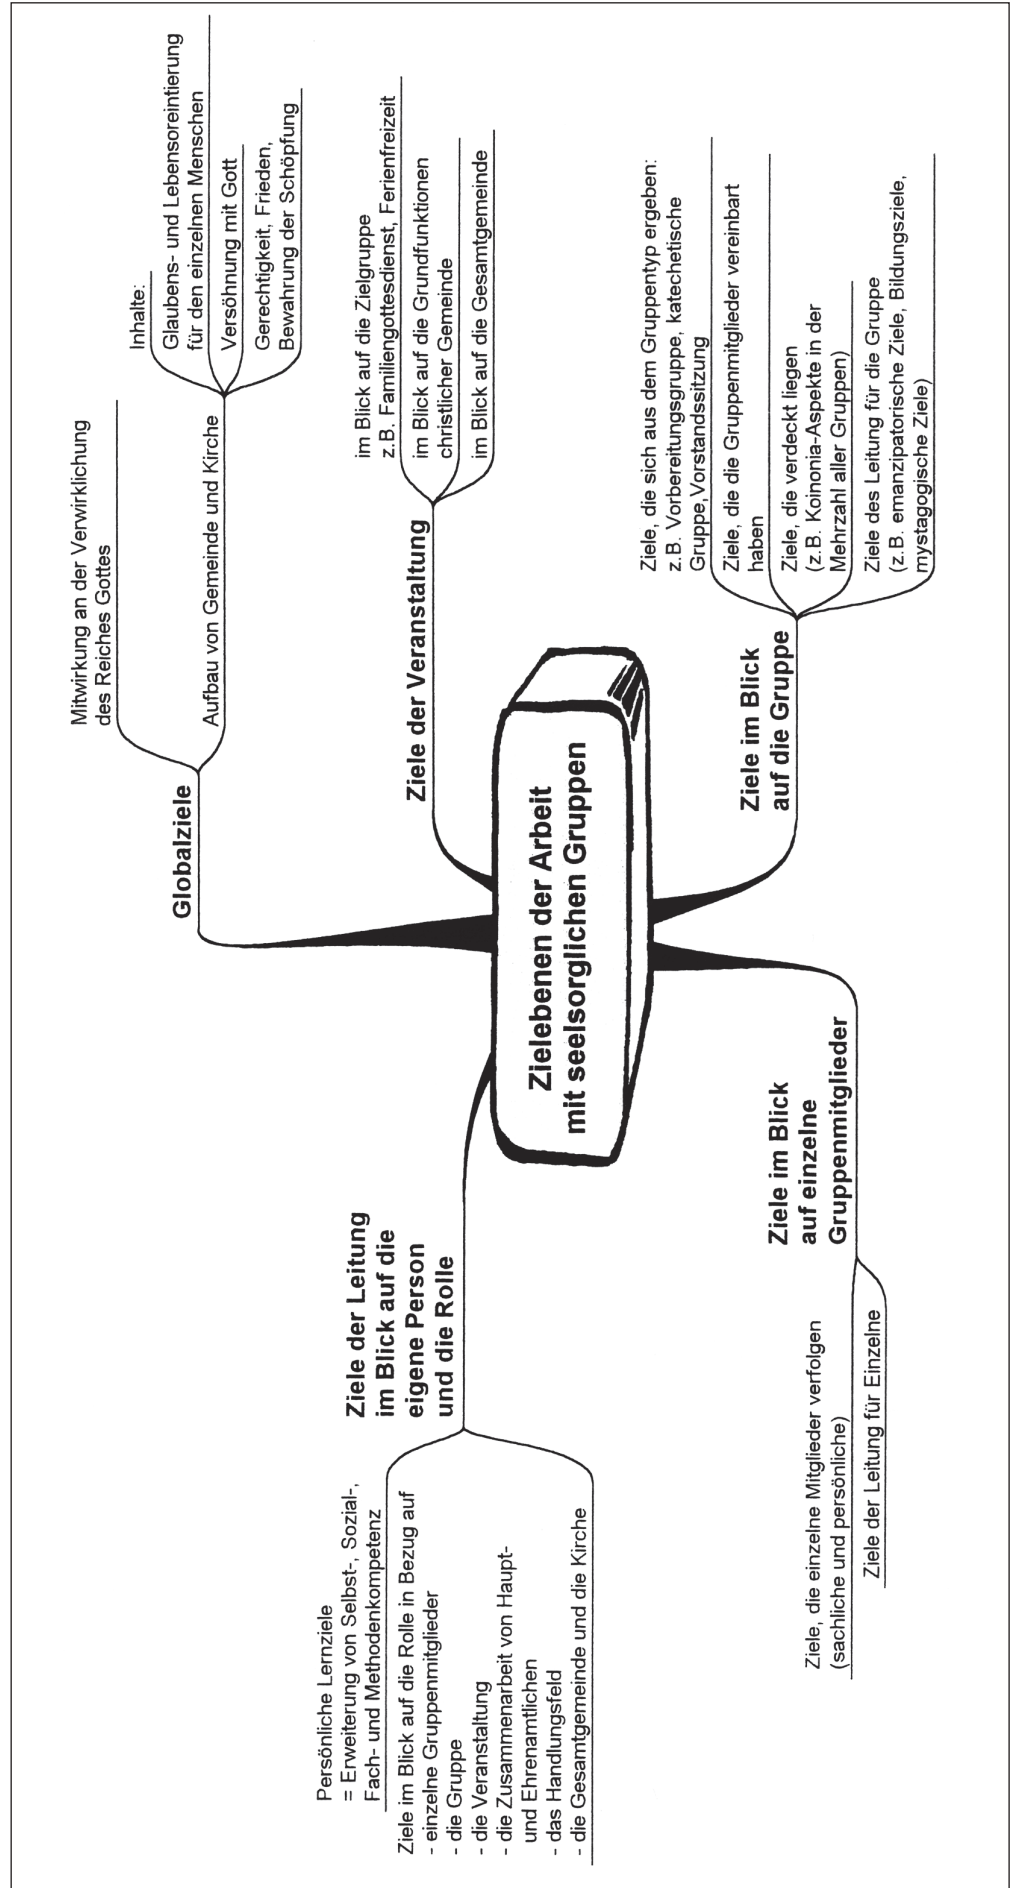 Zielebenen der Arbeit
mit seelsorglichen Gruppen
Globalziele
Mitwirkung an der Verwirklichung
des Reiches Gottes
Aufbau von Gemeinde und Kirche
Inhalte:
Glaubens- und Lebensoreintierung
für den einzelnen Menschen
Versöhnung mit Gott
Gerechtigkeit, Frieden,
Bewahrung der Schöpfung
Ziele der Veranstaltung
im Blick auf die Zielgruppe
z.B. Familiengottesdienst, Ferienfreizeit
im Blick auf die Grundfunktionen
christlicher Gemeinde
im Blick auf die Gesamtgemeinde
Ziele im Blick
auf die Gruppe
Ziele, die sich aus dem Gruppentyp ergeben:
z.B. Vorbereitungsgruppe, katechetische
Gruppe,Vorstandssitzung
Ziele, die die Gruppenmitglieder vereinbart
haben
Ziele, die verdeckt liegen
(z.B. Koinonia-Aspekte in der
Mehrzahl aller Gruppen)
Ziele des Leitung für die Gruppe
(z.B. emanzipatorische Ziele, Bildungsziele,
mystagogische Ziele)
Ziele im Blick
auf einzelne
Gruppenmitglieder
Ziele, die einzelne Mitglieder verfolgen
(sachliche und persönliche)
Ziele der Leitung für Einzelne
Ziele der Leitung
im Blick auf die
eigene Person
und die Rolle
Persönliche Lernziele
= Erweiterung von Selbst-, Sozial-,
Fach- und Methodenkompetenz
Ziele im Blick auf die Rolle in Bezug auf
- einzelne Gruppenmitglieder
- die Gruppe
- die Veranstaltung
- die Zusammenarbeit von Haupt-
und Ehrenamtlichen
- das Handlungsfeld
- die Gesamtgemeinde und die Kirche